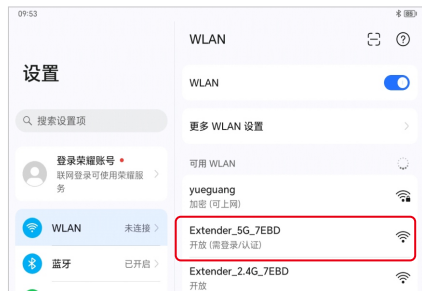 09:53
设置
搜索设置项
登录荣耀账号
联网登录可使用荣耀服
务
WLAN 未连接
蓝牙 已开启
WLAN
WLAN
更多 WLAN 设置
可用 WLAN
yueguang
加密 (可上网)
Extender_5G_7EBD
开放 (需登录/认证)
Extender_2.4G_7EBD
开放